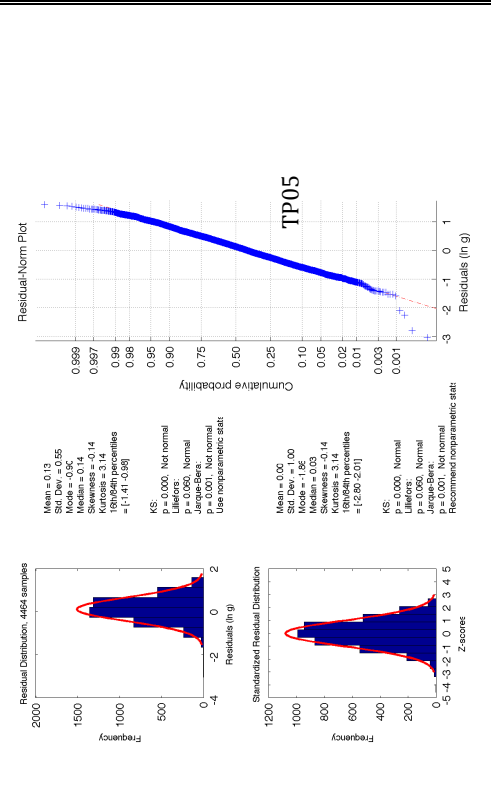 Residual Distribution, 4464 samples
2000
1500
1000
500
0
Frequency
-4
-2
0
2
Residuals (ln g)
Mean = 0.13
Std. Dev. = 0.55
Mode = -0.9
Median = 0.14
Skewness = -0.14
Kurtosis = 3.14
16th/84th percentiles
= [-1.41 -0.98]
KS:
p = 0.000, Not normal
Lilliefors:
p = 0.060, Not normal
Jarque-Bera:
p = 0.001, Not normal
Use nonparametric stats
Standardized Residual Distribution
1200
1000
800
600
400
200
0
Frequency
-5 -4 -3 -2 -1 0 1 2 3 4 5
Z-scores
Mean = 0.00
Std. Dev. = 1.00
Mode = -1.8
Median = 0.03
Skewness = -0.14
Kurtosis = 3.14
16th/84th percentiles
= [-2.80 -2.01]
KS:
p = 0.000, Normal
Lilliefors:
p = 0.060, Normal
Jarque-Bera:
p = 0.001, Not normal
Recommend nonparametric stats
Residual-Norm Plot
0.999
0.997
0.99
0.98
0.95
0.90
0.75
0.50
0.25
0.10
0.05
0.02
0.01
0.003
0.001
Cumulative probability
-3
-2
-1
0
1
Residuals (ln g)
TP05